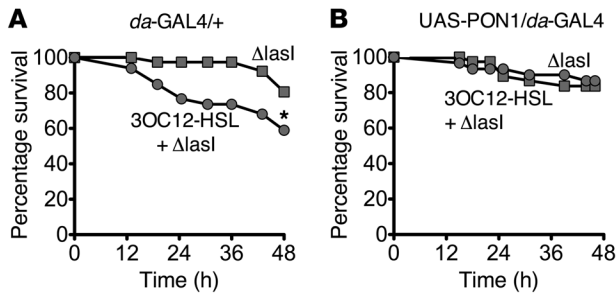 A
da-GAL4/+
Percentage survival
100
80
60
40
20
0
ΔlasI
3OC12-HSL
+ ΔlasI
*
0 12 24 36 48
Time (h)
B
UAS-PON1/da-GAL4
Percentage survival
100
80
60
40
20
0
ΔlasI
3OC12-HSL
+ ΔlasI
0 12 24 36 48
Time (h)